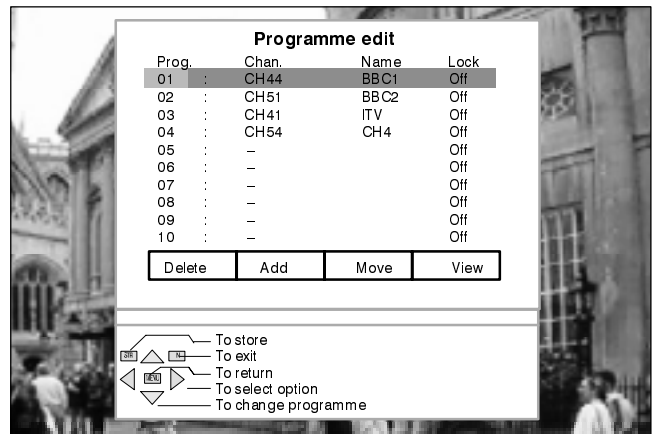 Programme edit
Prog. Chan. Name Lock
01 : CH44 BBC1 Off
02 : CH51 BBC2 Off
03 : CH41 ITV Off
04 : CH54 CH4 Off
05 : – Off
06 : – Off
07 : – Off
08 : – Off
09 : – Off
10 : – Off
Delete Add Move View
To store
STR N To exit
MENU To return
To select option
To change programme